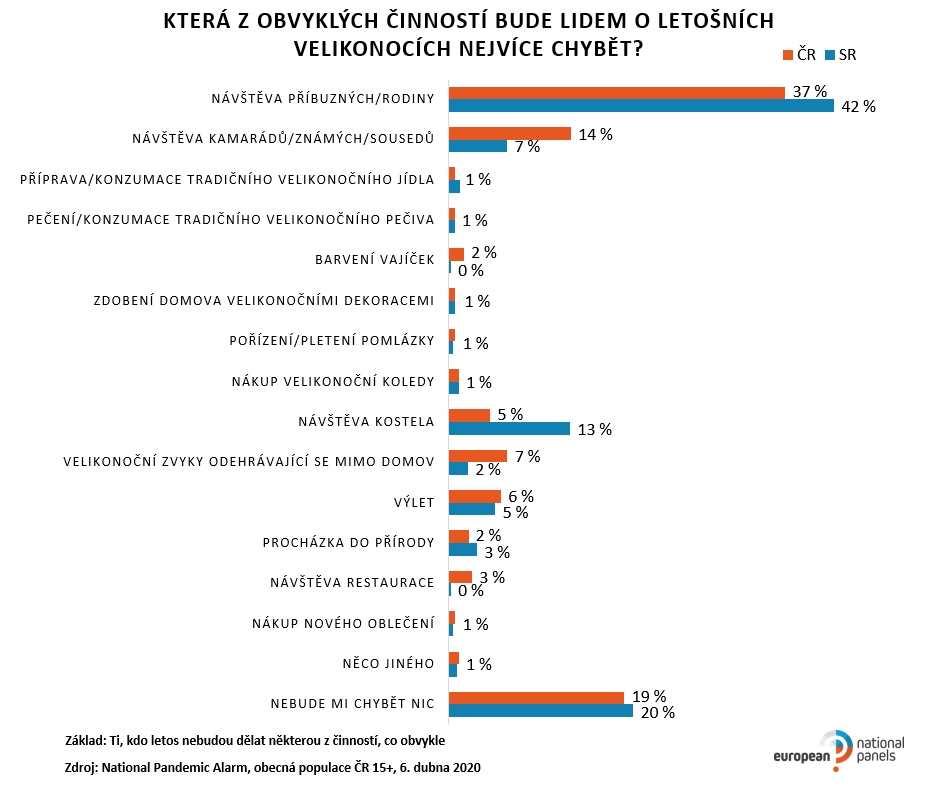 KTERÁ Z OBVYKLÝCH ČINNOSTÍ BUDE LIDEM O LETOŠNÍCH
VELIKONOCÍCH NEJVÍCE CHYBĚT?
ČR SR
NÁVŠTĚVA PŘÍBUZNÝCH/RODINY 37 %
42 %
NÁVŠTĚVA KAMARÁDŮ/ZNÁMÝCH/SOUSEDŮ 14 %
7 %
PŘÍPRAVA/KONZUMACE TRADIČNÍHO VELIKONOČNÍHO JÍDLA 1 %
PEČENÍ/KONZUMACE TRADIČNÍHO VELIKONOČNÍHO PEČIVA 1 %
BARVENÍ VAJÍČEK 2 %
0 %
ZDOBENÍ DOMOVA VELIKONOČNÍMI DEKORACEMI 1 %
POŘÍZENÍ/PLETENÍ POMLÁZKY 1 %
NÁKUP VELIKONOČNÍ KOLEDY 1 %
NÁVŠTĚVA KOSTELA 5 %
13 %
VELIKONOČNÍ ZVYKY ODEHRÁVAJÍCÍ SE MIMO DOMOV 7 %
2 %
VÝLET 6 %
5 %
PROCHÁZKA DO PŘÍRODY 2 %
3 %
NÁVŠTĚVA RESTAURACE 3 %
0 %
NÁKUP NOVÉHO OBLEČENÍ 1 %
NĚCO JINÉHO 1 %
NEBUDE MI CHYBĚT NIC 19 %
20 %
Základ: Ti, kdo letos nebudou dělat některou z činností, co obvykle
Zdroj: National Pandemic Alarm, obecná populace ČR 15+, 6. dubna 2020
european national
panels